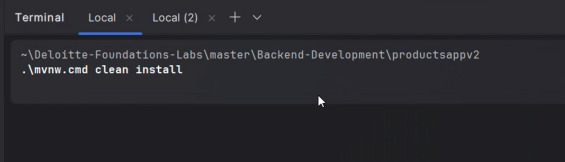 Terminal Local × Local (2) × +
~\Deloitte-Foundations-Labs\master\Backend-Development\productsappv2
.\mvnw.cmd clean install